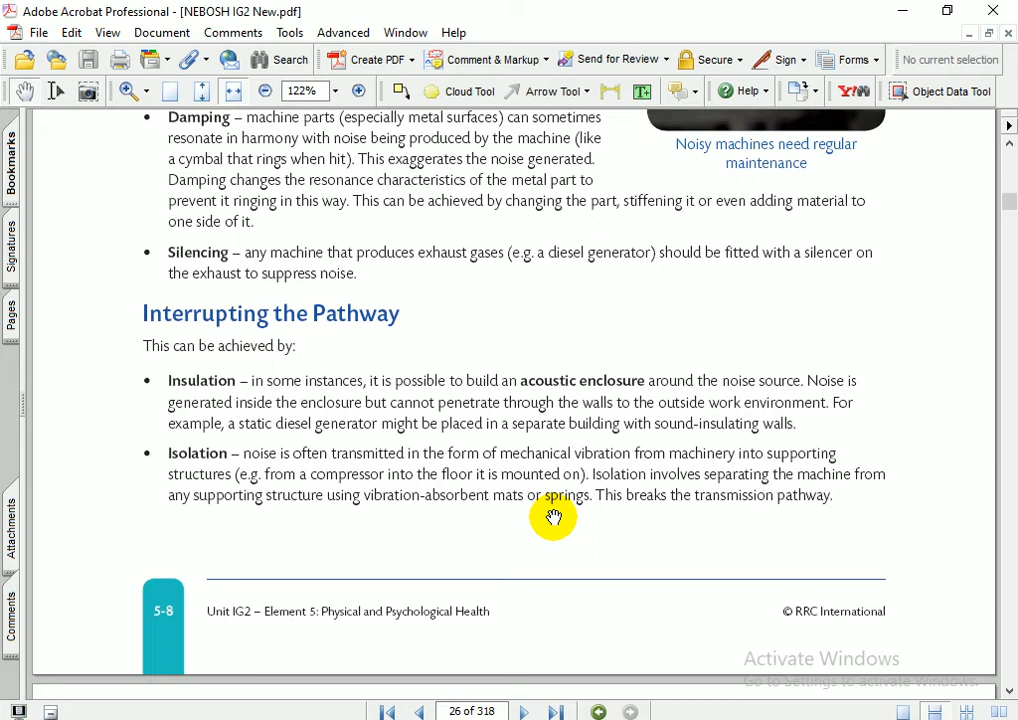 Adobe Acrobat Professional - [NEBOSH IG2 New.pdf]
File Edit View Document Comments Tools Advanced Window Help
Search Create PDF Comment & Markup Send for Review Secure Sign Forms No current selection
122% Cloud Tool Arrow Tool Help Y! Object Data Tool
Bookmarks
Signatures
Pages
Attachments
Comments
• Damping – machine parts (especially metal surfaces) can sometimes
resonate in harmony with noise being produced by the machine (like
a cymbal that rings when hit). This exaggerates the noise generated.
Damping changes the resonance characteristics of the metal part to
prevent it ringing in this way. This can be achieved by changing the part, stiffening it or even adding material to
one side of it.
Noisy machines need regular
maintenance
• Silencing – any machine that produces exhaust gases (e.g. a diesel generator) should be fitted with a silencer on
the exhaust to suppress noise.
Interrupting the Pathway
This can be achieved by:
• Insulation – in some instances, it is possible to build an acoustic enclosure around the noise source. Noise is
generated inside the enclosure but cannot penetrate through the walls to the outside work environment. For
example, a static diesel generator might be placed in a separate building with sound-insulating walls.
• Isolation – noise is often transmitted in the form of mechanical vibration from machinery into supporting
structures (e.g. from a compressor into the floor it is mounted on). Isolation involves separating the machine from
any supporting structure using vibration-absorbent mats or springs. This breaks the transmission pathway.
5-8 Unit IG2 – Element 5: Physical and Psychological Health © RRC International
Activate Windows
Go to Settings to activate Windows.
26 of 318